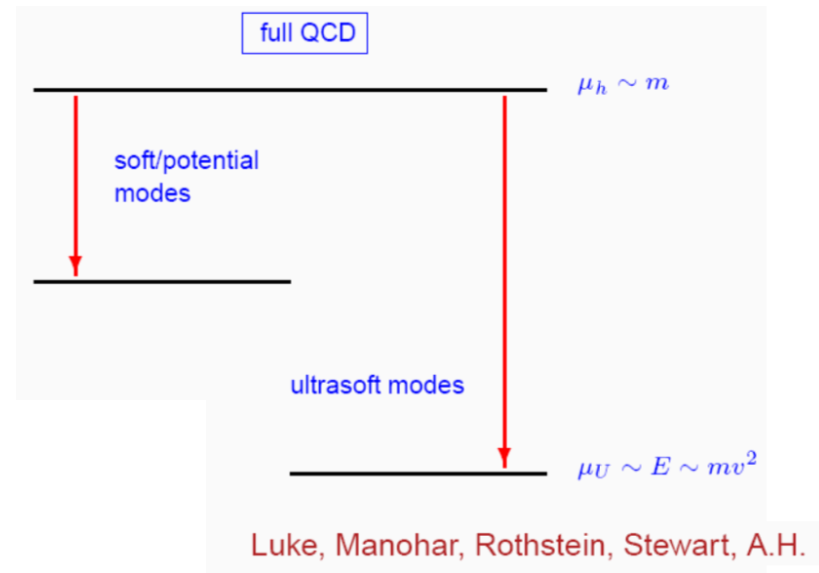 full QCD
μ_h ∼ m
soft/potential
modes
ultrasoft modes
μ_U ∼ E ∼ mv²
Luke, Manohar, Rothstein, Stewart, A.H.